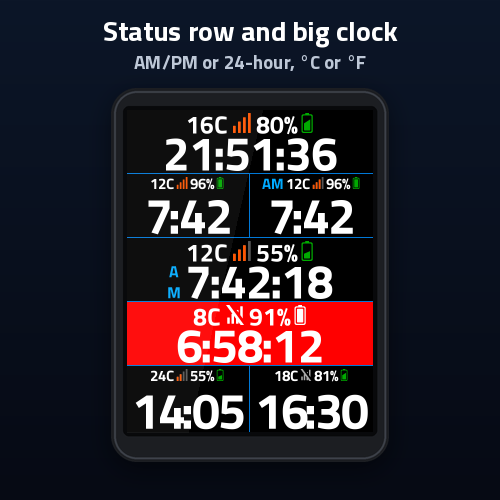 Status row and big clock
AM/PM or 24-hour, °C or °F
16C 80%
21:51:36
12C 96%
7:42
AM 12C 96%
7:42
12C 55%
AM 7:42:18
8C 91%
6:58:12
24C 55%
14:05
18C 81%
16:30